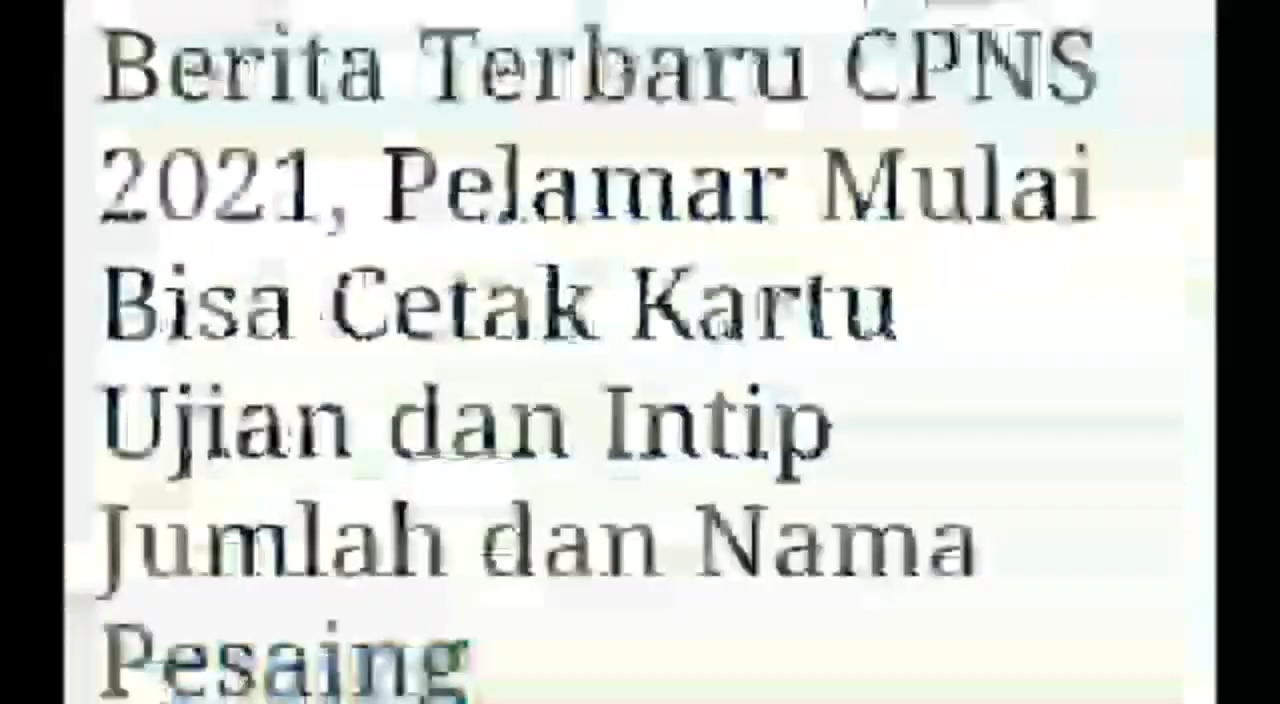 Berita Terbaru CPNS
2021, Pelamar Mulai
Bisa Cetak Kartu
Ujian dan Intip
Jumlah dan Nama
Pesaing